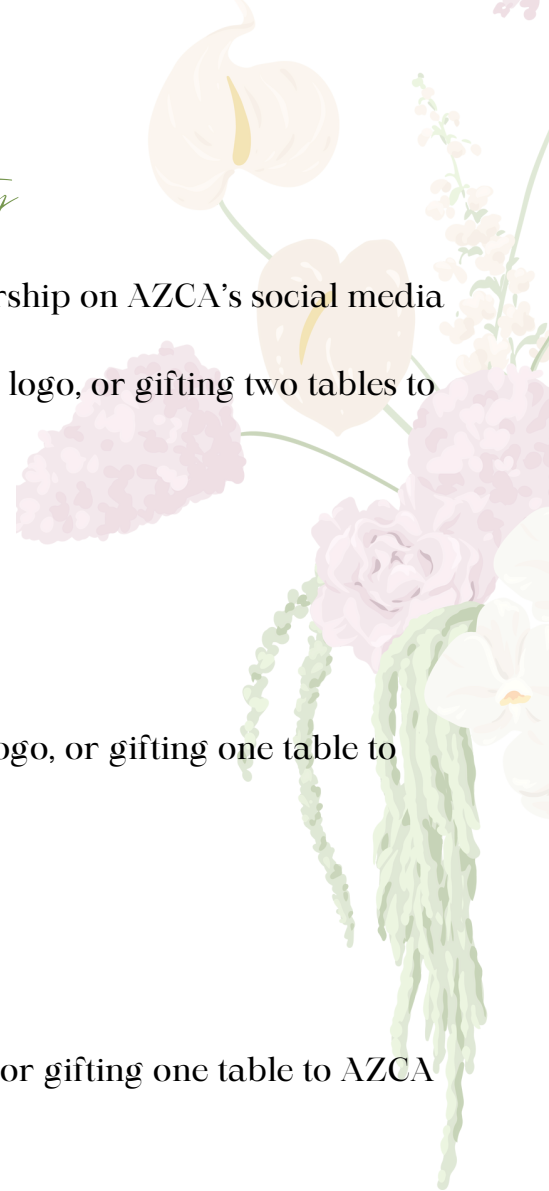 rship on AZCA's social media
logo, or gifting two tables to
ogo, or gifting one table to
or gifting one table to AZCA